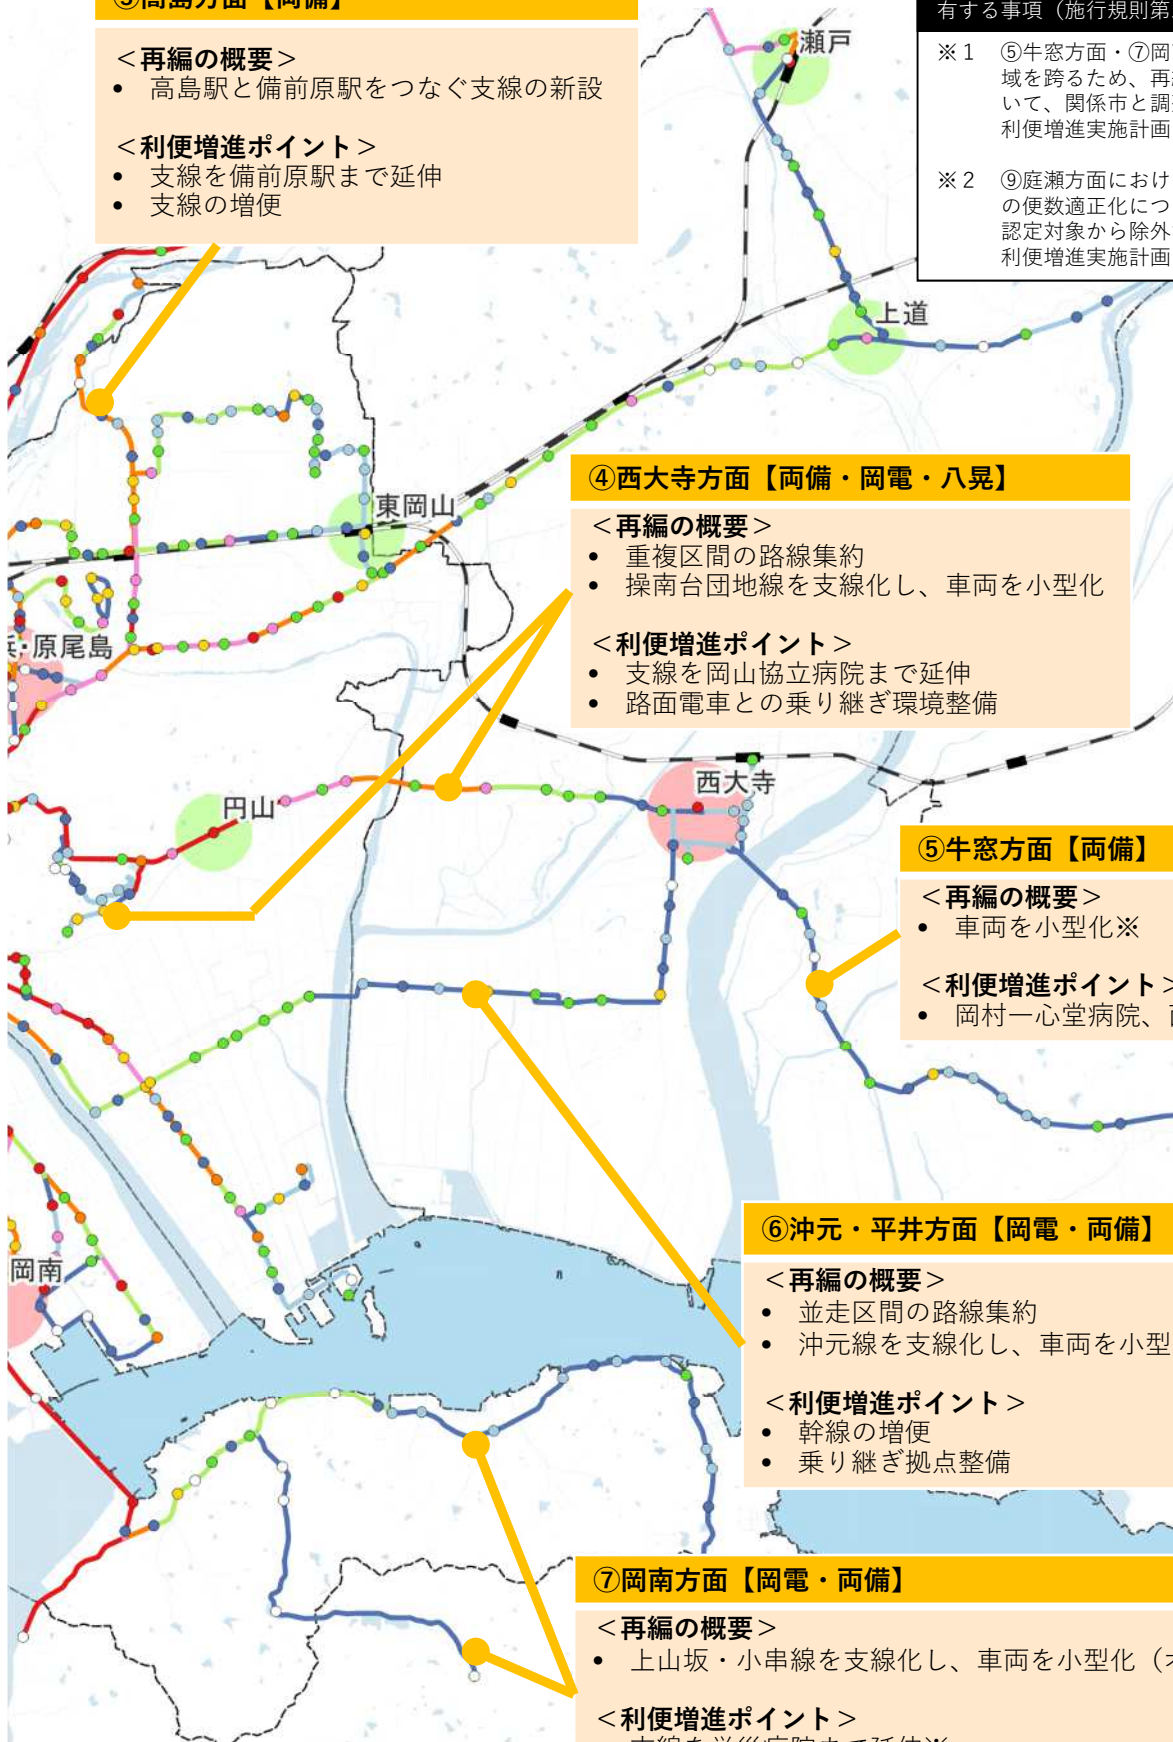 ③高島方面【両備】
＜再編の概要＞
• 高島駅と備前原駅をつなぐ支線の新設
＜利便増進ポイント＞
• 支線を備前原駅まで延伸
• 支線の増便
有する事項（施行規則第
※１ ⑤牛窓方面・⑦岡
域を跨るため、再
いて、関係市と調
利便増進実施計画
※２ ⑨庭瀬方面におけ
の便数適正化につ
認定対象から除外
利便増進実施計画
瀬戸
上道
④西大寺方面【両備・岡電・八晃】
＜再編の概要＞
• 重複区間の路線集約
• 操南台団地線を支線化し、車両を小型化
＜利便増進ポイント＞
• 支線を岡山協立病院まで延伸
• 路面電車との乗り継ぎ環境整備
東岡山
浜・原尾島
円山
西大寺
⑤牛窓方面【両備】
＜再編の概要＞
• 車両を小型化※
＜利便増進ポイント＞
• 岡村一心堂病院、
⑥沖元・平井方面【岡電・両備】
＜再編の概要＞
• 並走区間の路線集約
• 沖元線を支線化し、車両を小型
＜利便増進ポイント＞
• 幹線の増便
• 乗り継ぎ拠点整備
岡南
⑦岡南方面【岡電・両備】
＜再編の概要＞
• 上山坂・小串線を支線化し、車両を小型化（
＜利便増進ポイント＞
• 支線を労災病院まで延伸※